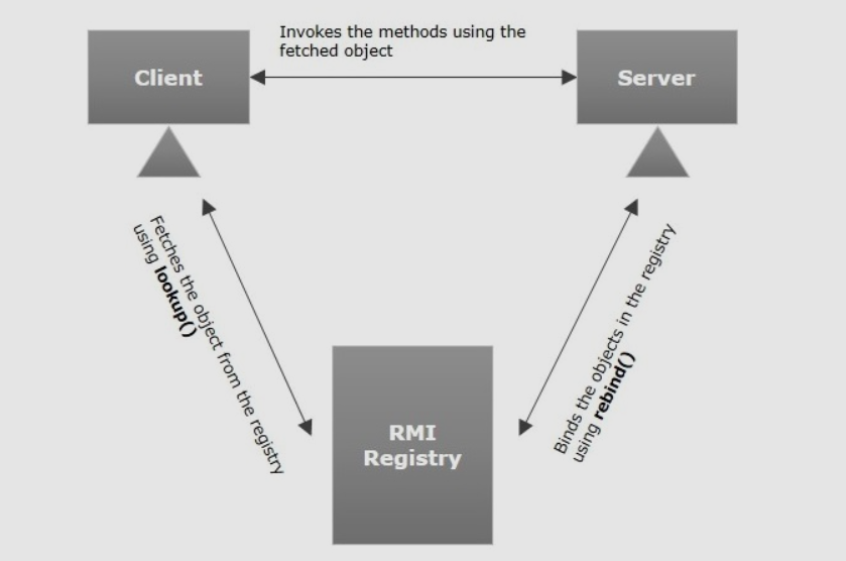 Invokes the methods using the
fetched object
Client
Server
Fetches the object from the registry
using lookup()
Binds the objects in the registry
using rebind()
RMI
Registry